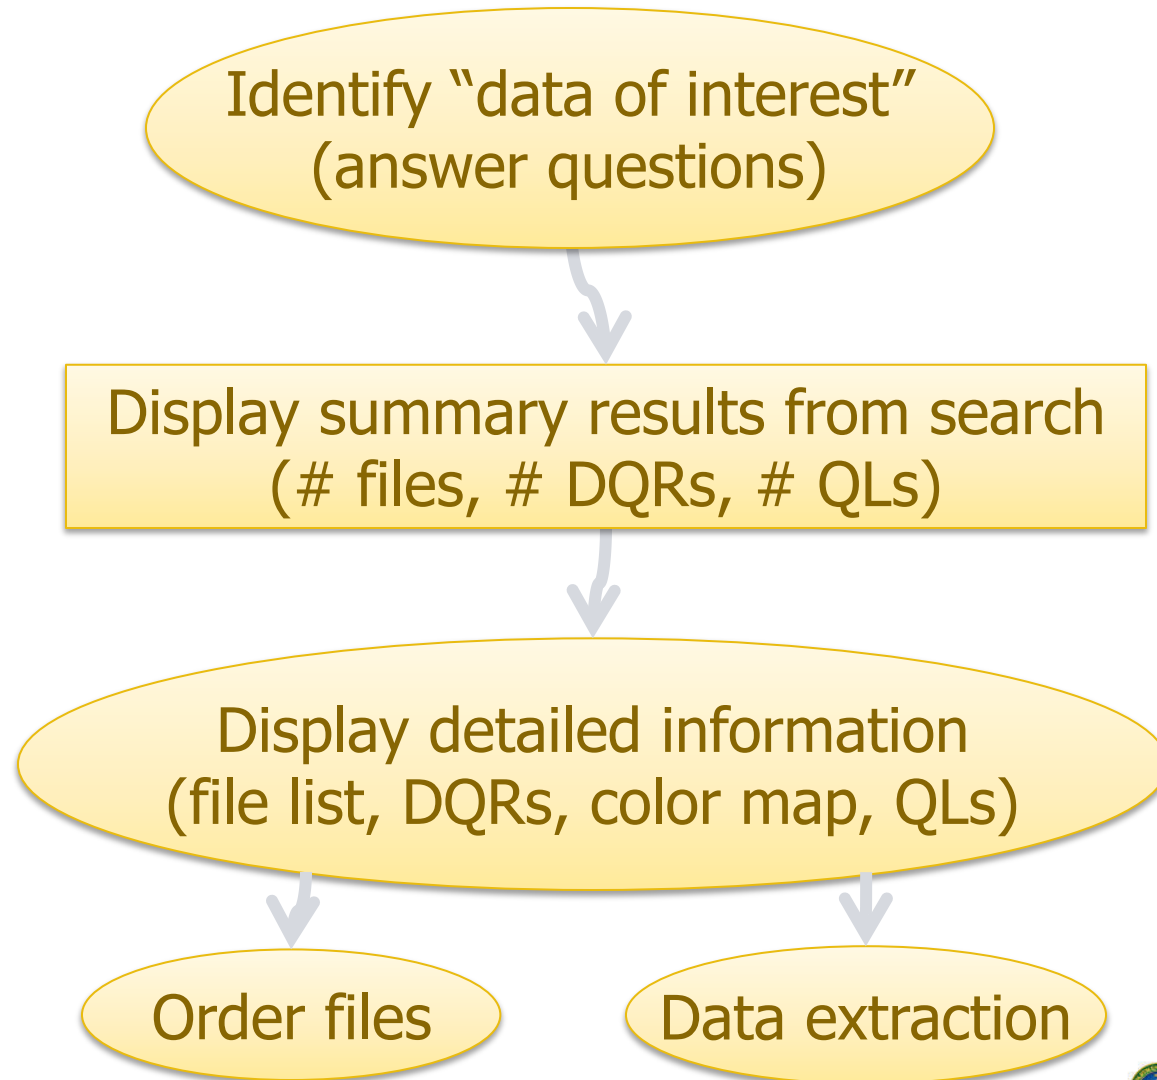 Identify “data of interest”
(answer questions)
Display summary results from search
(# files, # DQRs, # QLs)
Display detailed information
(file list, DQRs, color map, QLs)
Order files
Data extraction